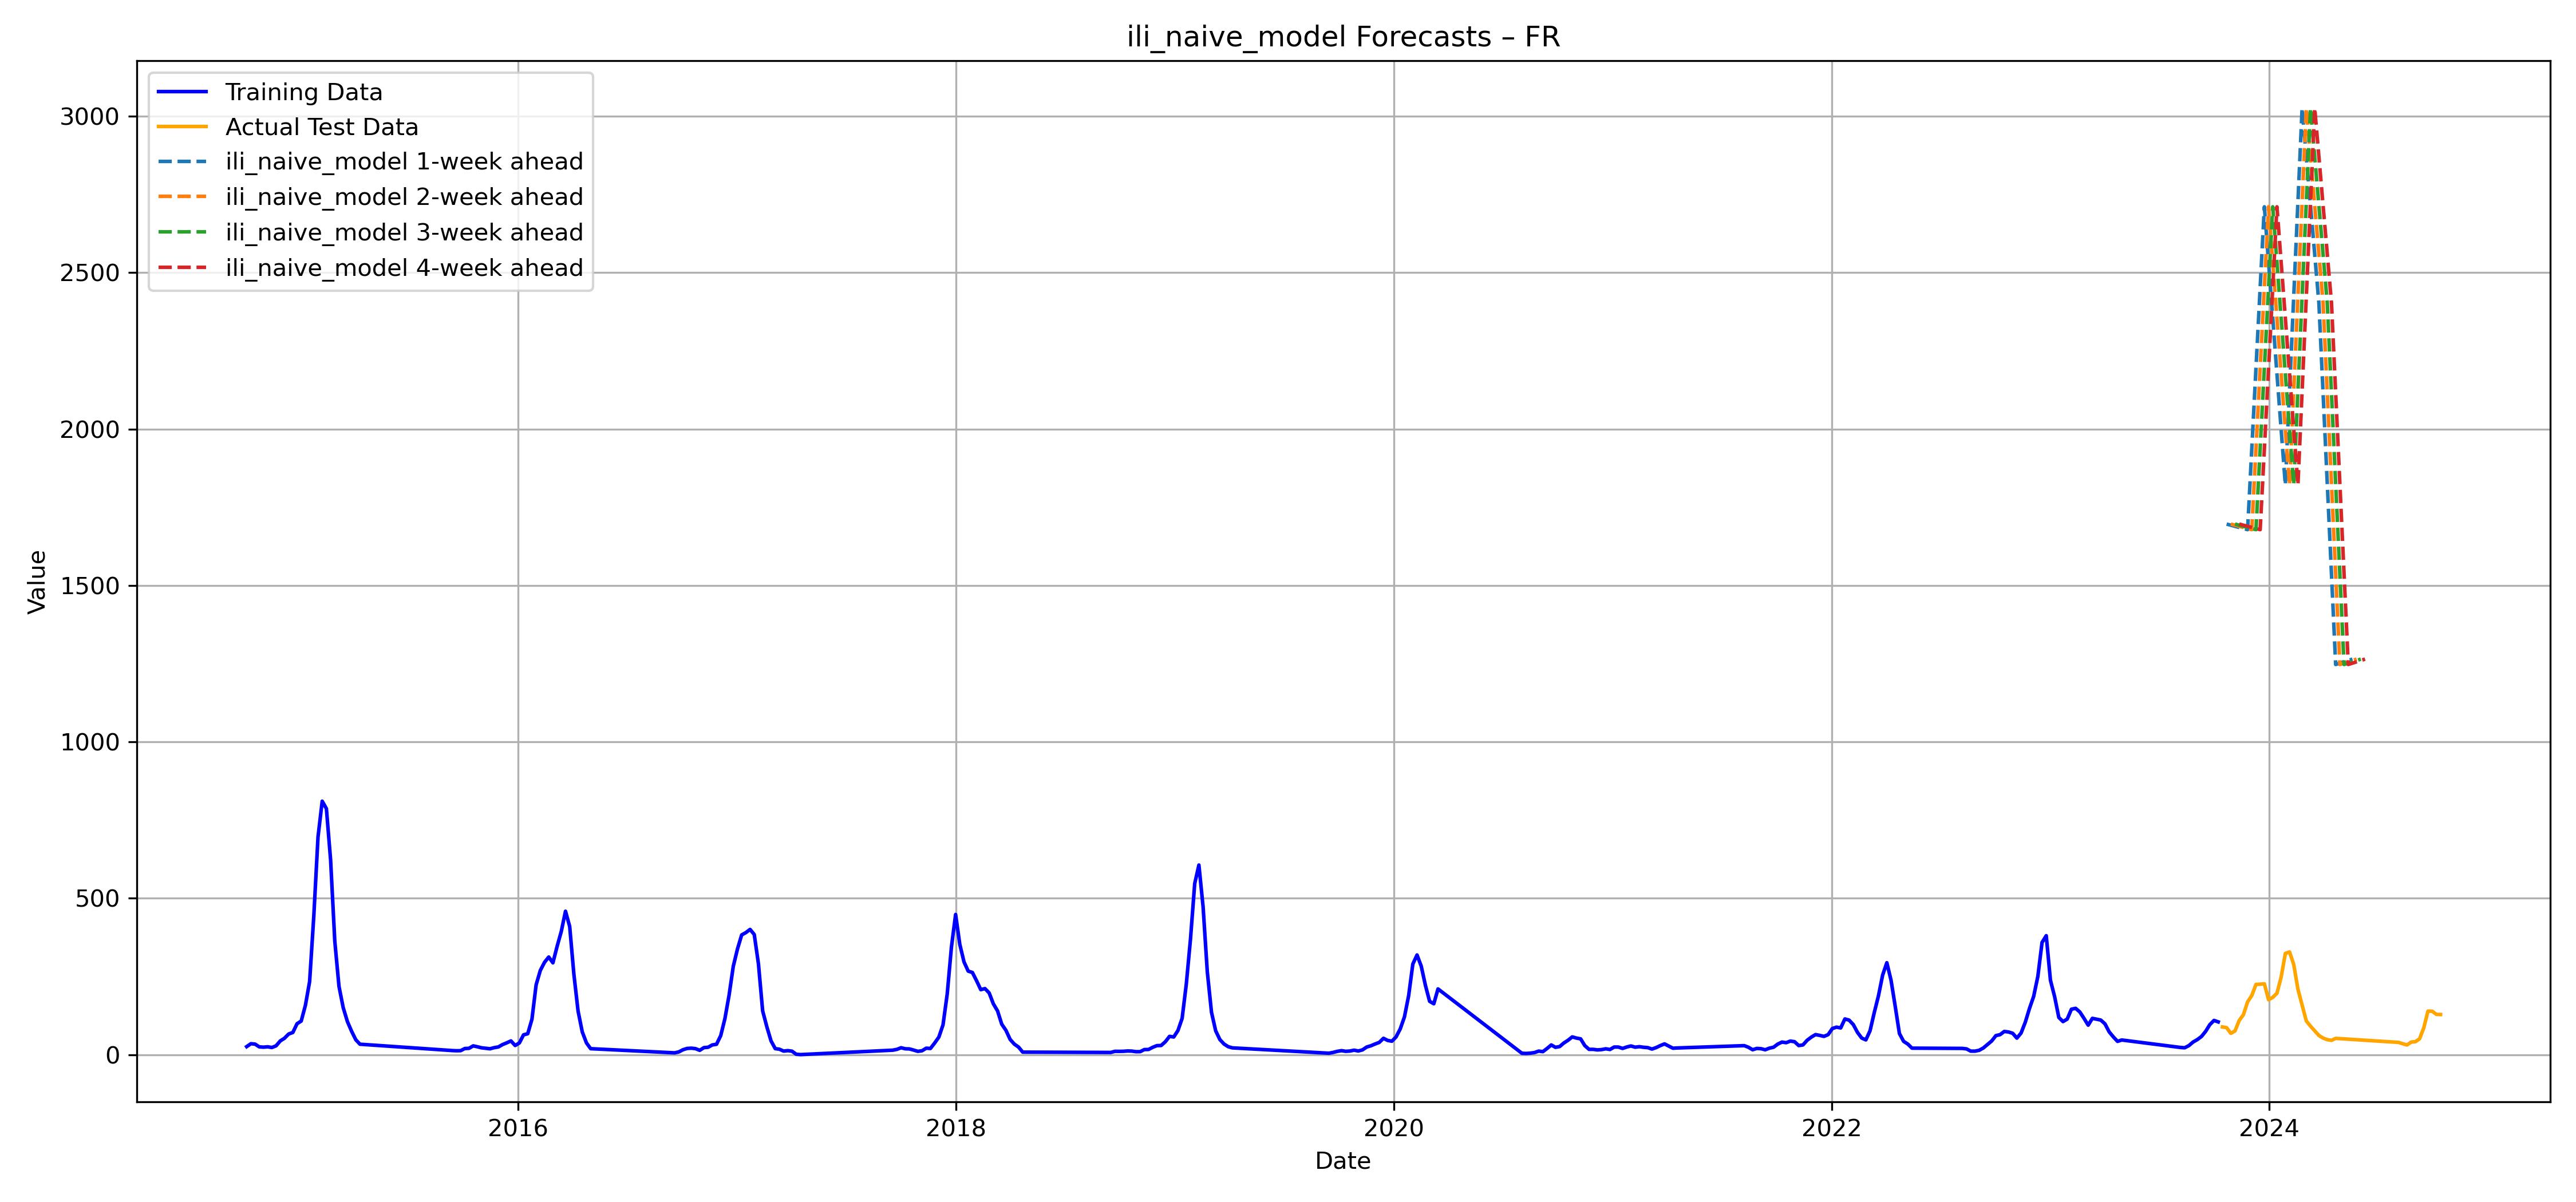 ili_naive_model Forecasts – FR
Training Data
Actual Test Data
ili_naive_model 1-week ahead
ili_naive_model 2-week ahead
ili_naive_model 3-week ahead
ili_naive_model 4-week ahead
3000
2500
2000
1500
1000
500
0
Value
2016
2018
2020
2022
2024
Date